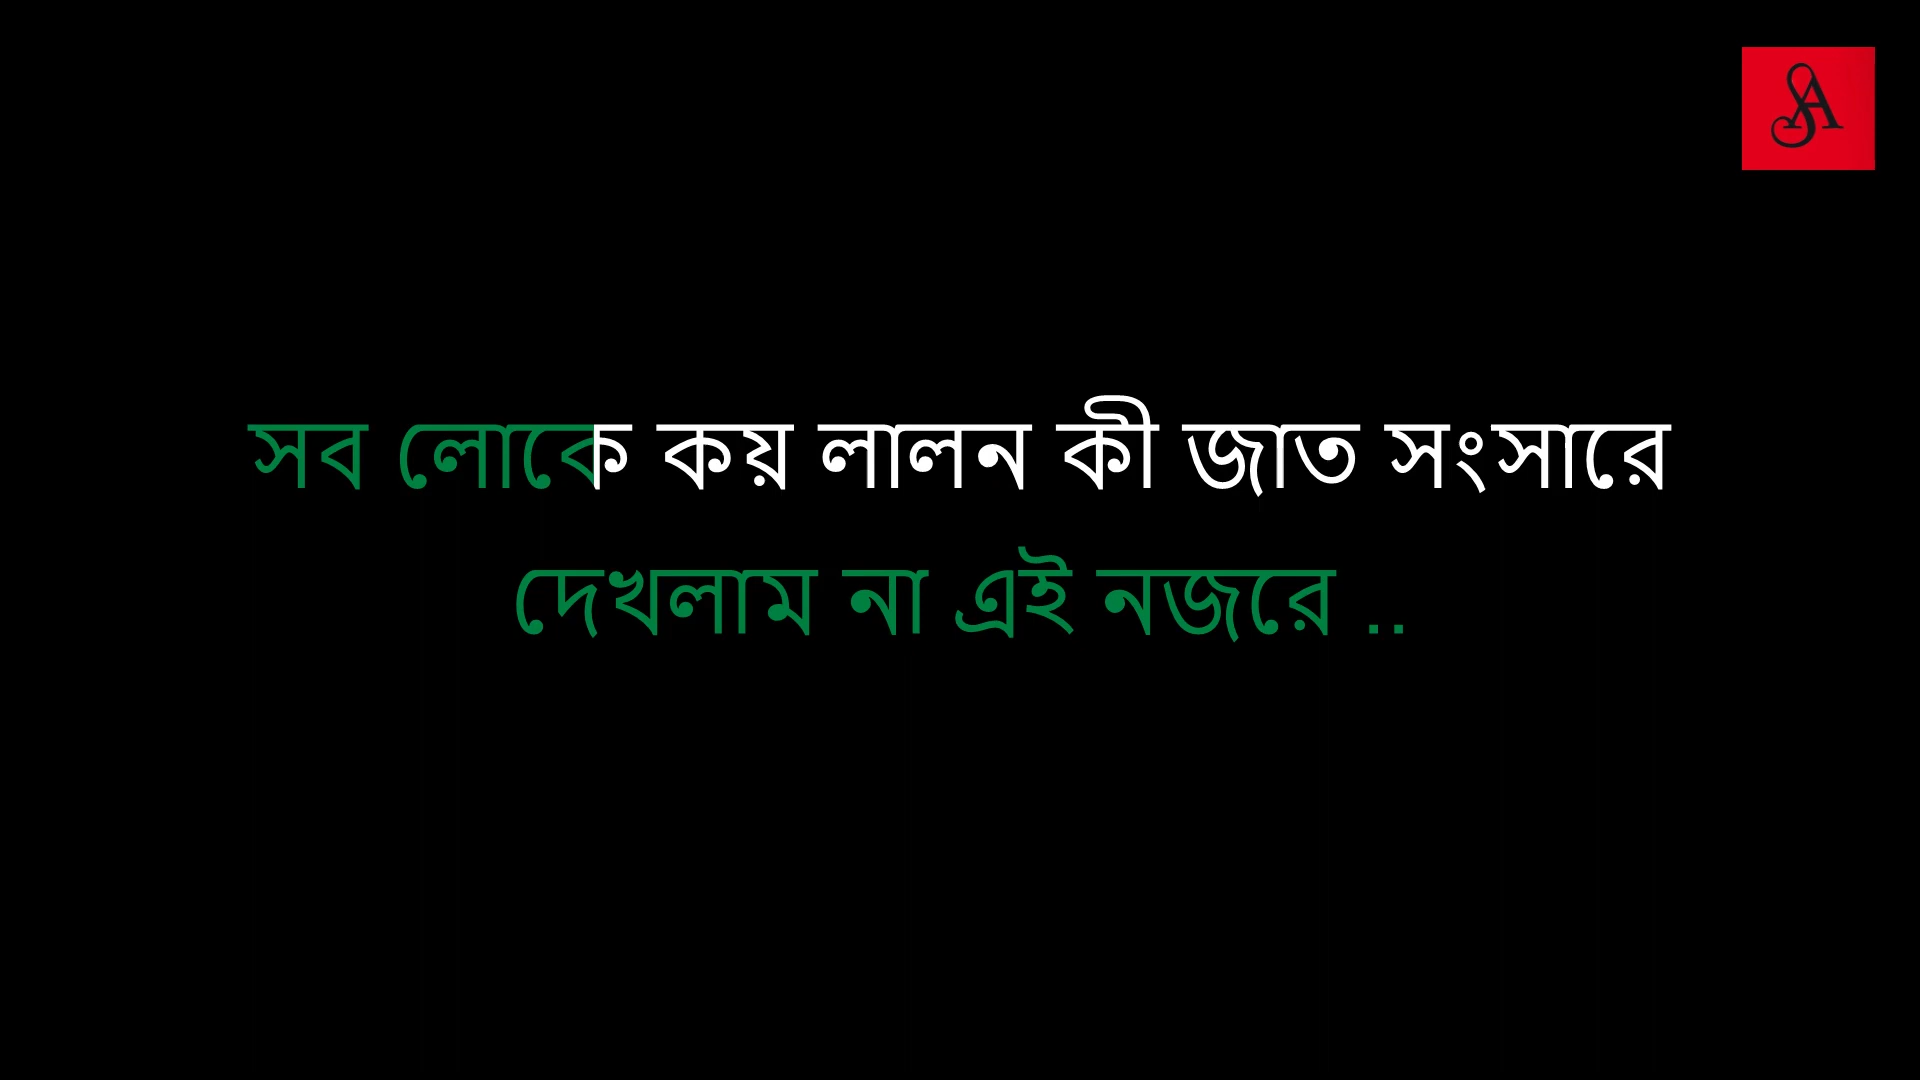 সব লোকে কয় লালন কী জাত সংসারে
দেখলাম না এই নজরে ..